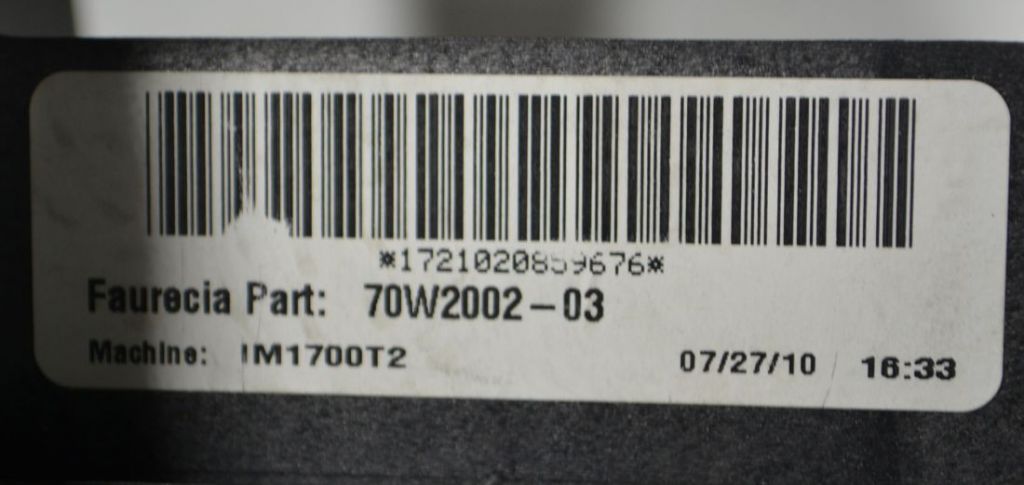 *1721020859676*
Faurecia Part: 70W2002-03
Machine: IM1700T2 07/27/10 16:33